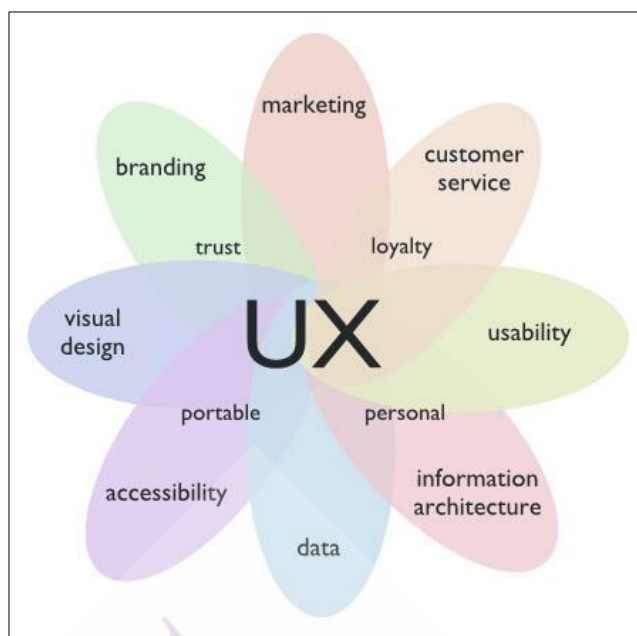 marketing
branding
customer
service
trust
loyalty
visual
design
UX
usability
portable
personal
accessibility
information
architecture
data